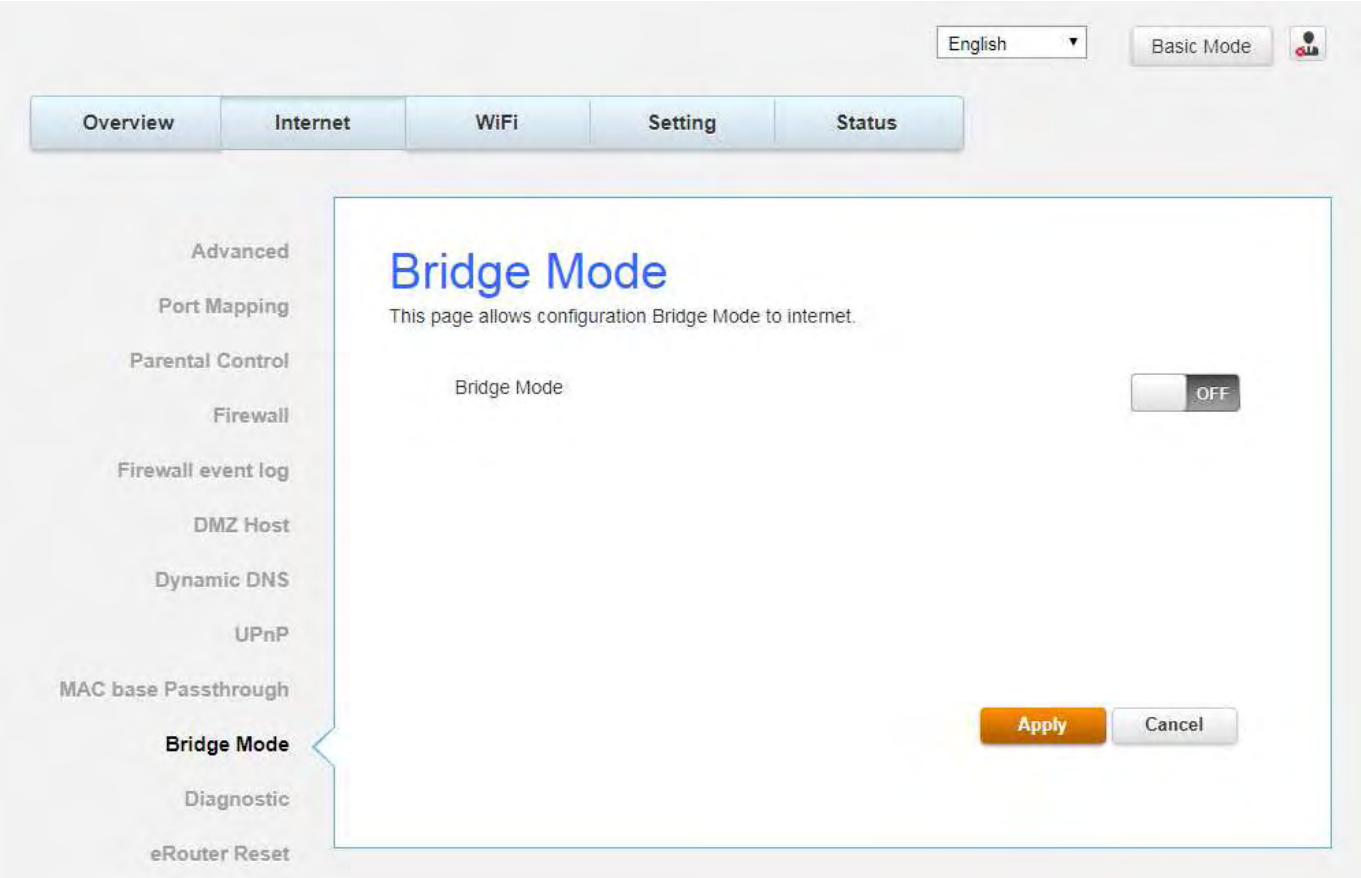 English
Basic Mode
Overview
Internet
WiFi
Setting
Status
Advanced
Port Mapping
Parental Control
Firewall
Firewall event log
DMZ Host
Dynamic DNS
UPnP
MAC base Passthrough
Bridge Mode
Diagnostic
eRouter Reset
Bridge Mode
This page allows configuration Bridge Mode to internet.
Bridge Mode
OFF
Apply
Cancel